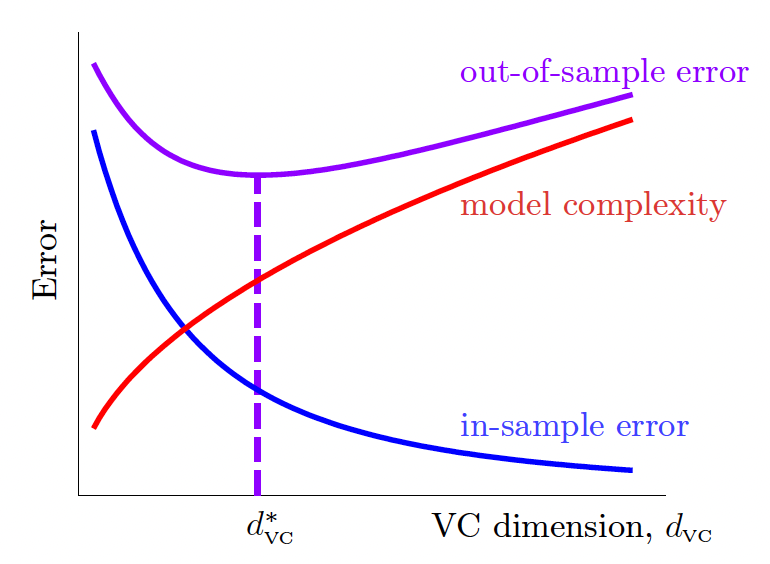 out-of-sample error
model complexity
Error
in-sample error
d*VC
VC dimension, dVC